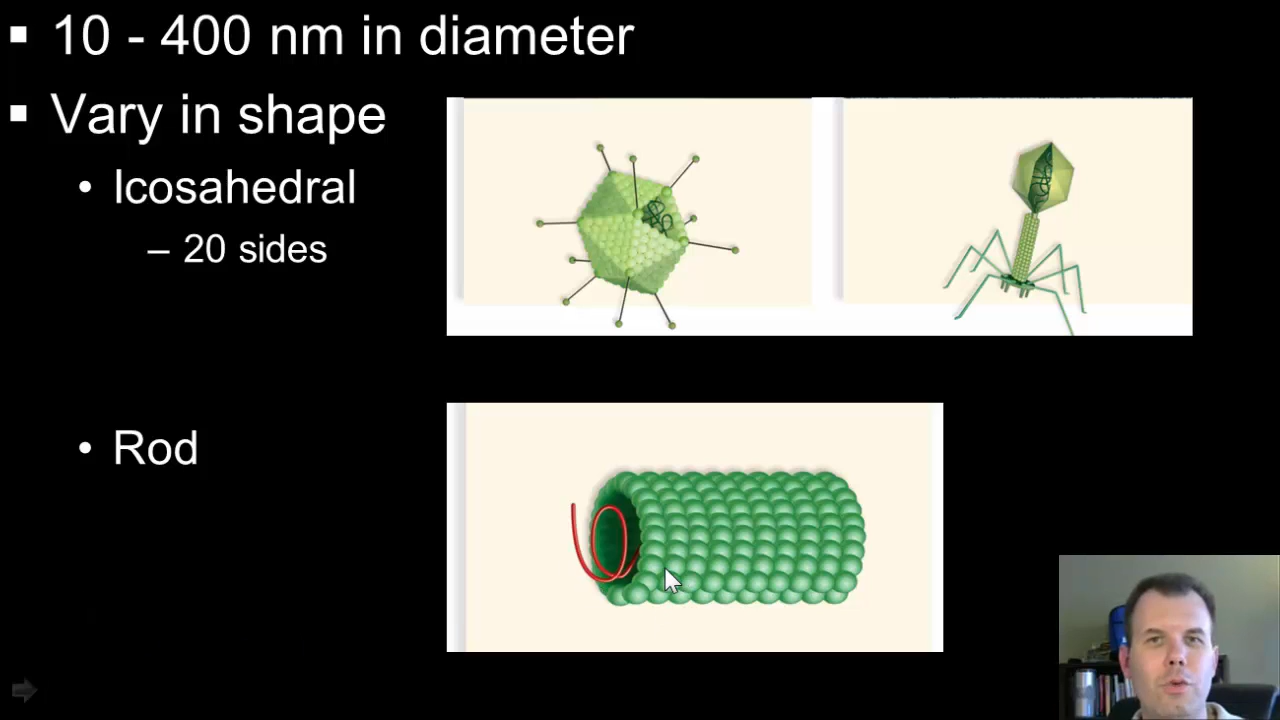 ▪ 10 - 400 nm in diameter
▪ Vary in shape
• Icosahedral
– 20 sides
• Rod